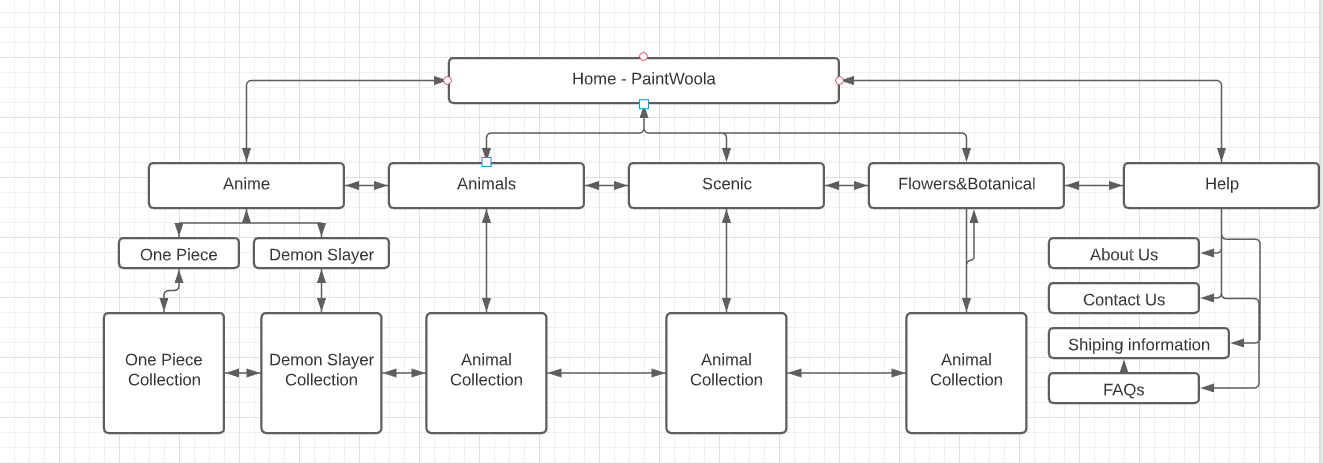 Home - PaintWoola
Anime
Animals
Scenic
Flowers&Botanical
Help
One Piece
Demon Slayer
About Us
Contact Us
Shiping information
FAQs
One Piece
Collection
Demon Slayer
Collection
Animal
Collection
Animal
Collection
Animal
Collection